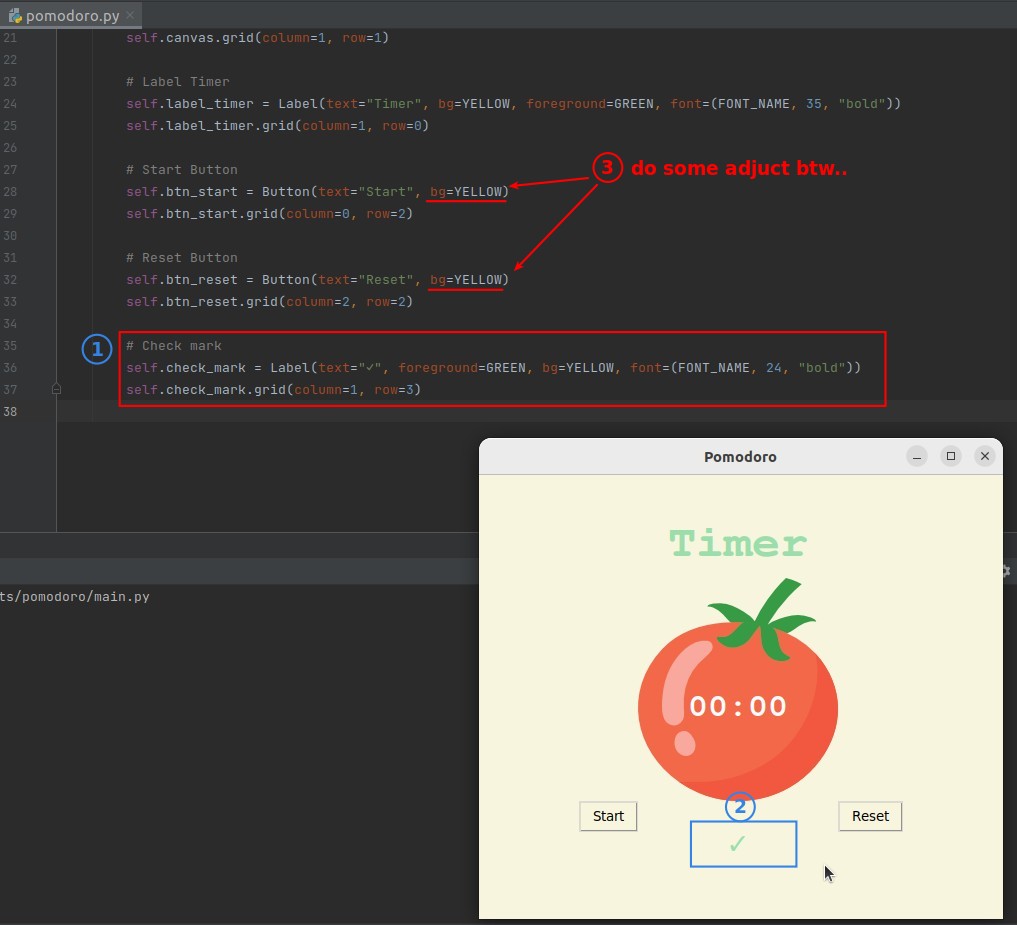 pomodoro.py ×
21 self.canvas.grid(column=1, row=1)
22
23 # Label Timer
24 self.label_timer = Label(text="Timer", bg=YELLOW, foreground=GREEN, font=(FONT_NAME, 35, "bold"))
25 self.label_timer.grid(column=1, row=0)
26
27 # Start Button
3 do some adjuct btw..
28 self.btn_start = Button(text="Start", bg=YELLOW)
29 self.btn_start.grid(column=0, row=2)
30
31 # Reset Button
32 self.btn_reset = Button(text="Reset", bg=YELLOW)
33 self.btn_reset.grid(column=2, row=2)
34
1
35 # Check mark
36 self.check_mark = Label(text="✓", foreground=GREEN, bg=YELLOW, font=(FONT_NAME, 24, "bold"))
37 self.check_mark.grid(column=1, row=3)
38
ts/pomodoro/main.py
Pomodoro
Timer
00:00
2
Start ✓ Reset